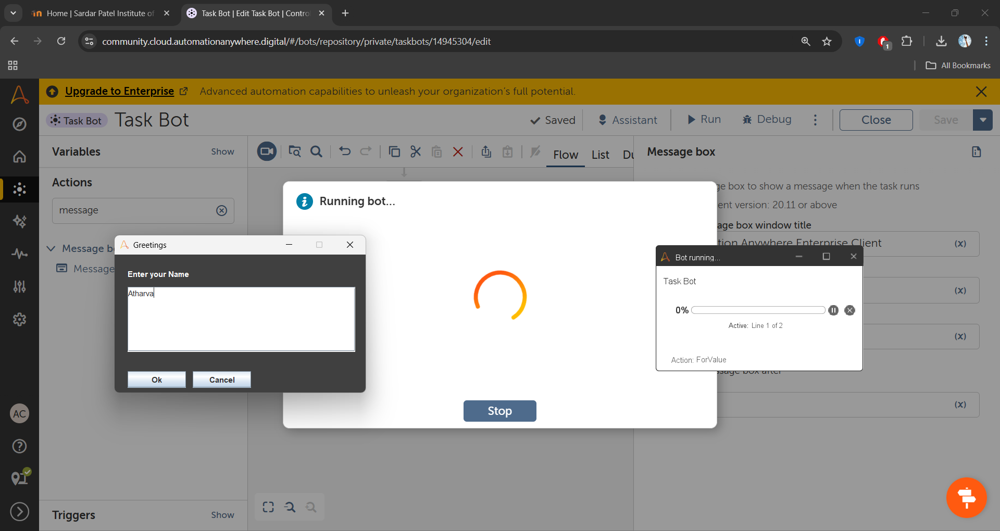 Home | Sardar Patel Institute of
Task Bot | Edit Task Bot | Contro
community.cloud.automationanywhere.digital/#/bots/repository/private/taskbots/14945304/edit
1
All Bookmarks
Upgrade to Enterprise
Advanced automation capabilities to unleash your organization's full potential.
Task Bot
Task Bot
Saved
Assistant
Run
Debug
Close
Save
Variables
Show
Flow
List
Du
Message box
Actions
message
Message b
Message
ge box to show a message when the task runs
ent version: 20.11 or above
age box window title
tion Anywhere Enterprise Client
(x)
(x)
(x)
ssage box after
(x)
Running bot...
Stop
Greetings
Enter your Name
Atharva
Ok
Cancel
Bot running...
Task Bot
0%
Active: Line 1 of 2
Action: ForValue
AC
Triggers
Show